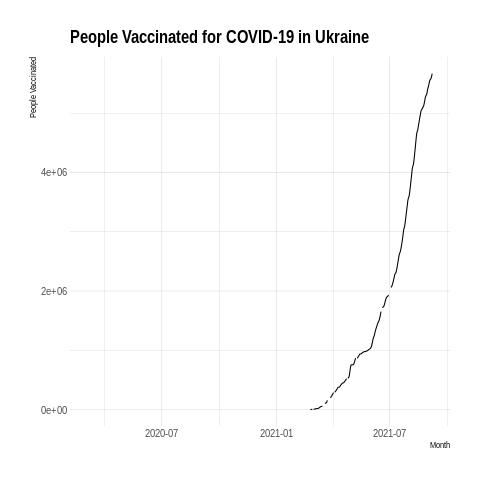 People Vaccinated for COVID-19 in Ukraine
People Vaccinated
4e+06
2e+06
0e+00
2020-07
2021-01
2021-07
Month